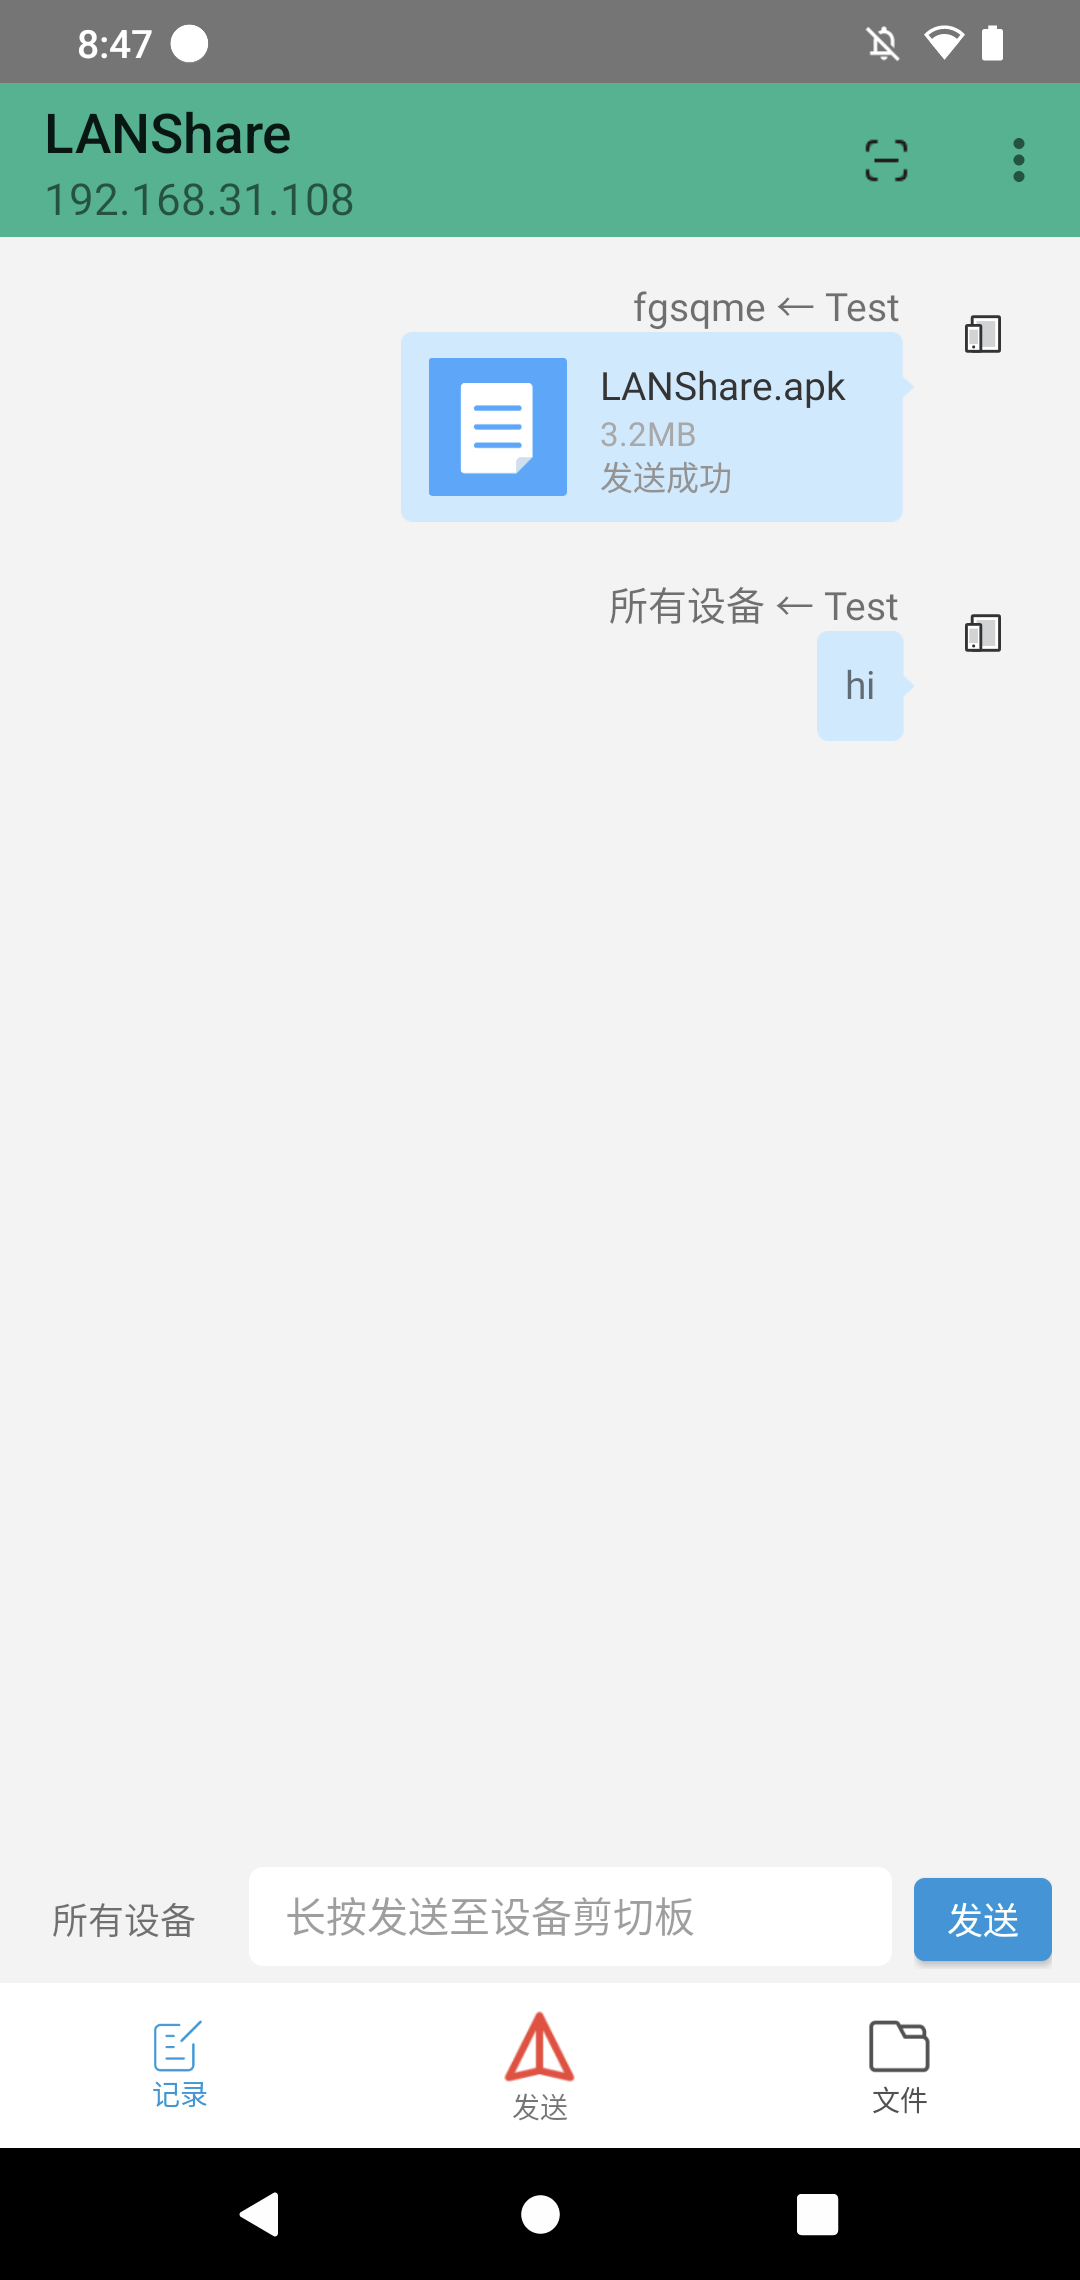 8:47
LANShare
192.168.31.108
fgsqme ← Test
LANShare.apk
3.2MB
发送成功
所有设备 ← Test
hi
所有设备
长按发送至设备剪切板
发送
记录
发送
文件